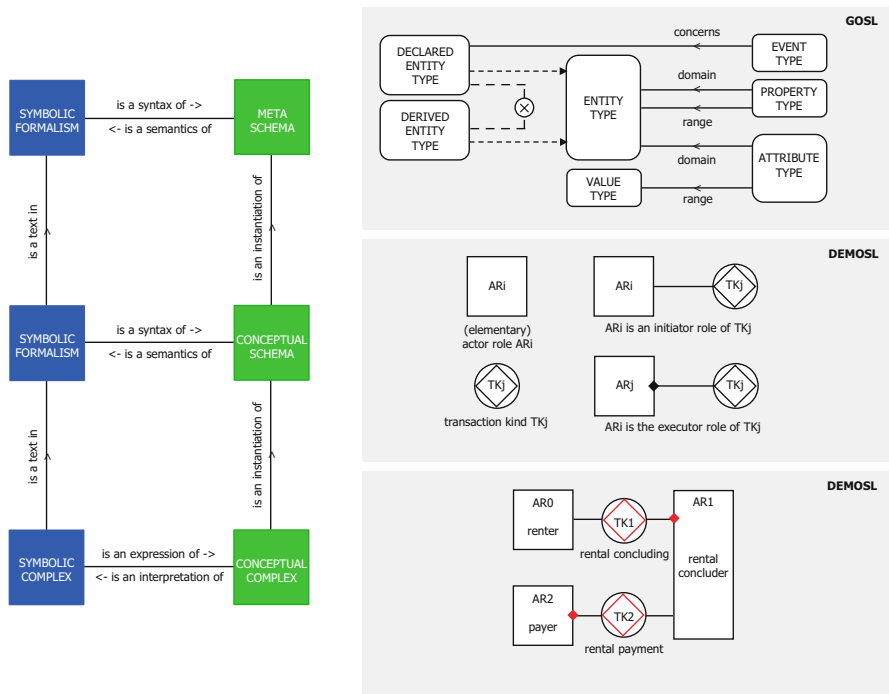 SYMBOLIC
FORMALISM
is a syntax of ->
<- is a semantics of
META
SCHEMA
is a text in
is an instantiation of
SYMBOLIC
FORMALISM
is a syntax of ->
<- is a semantics of
CONCEPTUAL
SCHEMA
is a text in
is an instantiation of
SYMBOLIC
COMPLEX
is an expression of ->
<- is an interpretation of
CONCEPTUAL
COMPLEX
GOSL
DECLARED
ENTITY
TYPE
DERIVED
ENTITY
TYPE
ENTITY
TYPE
VALUE
TYPE
concerns
domain
range
domain
range
EVENT
TYPE
PROPERTY
TYPE
ATTRIBUTE
TYPE
DEMOSL
ARi
(elementary)
actor role ARi
ARi
TKj
ARi is an initiator role of TKj
TKj
transaction kind TKj
ARj
TKj
ARi is the executor role of TKj
DEMOSL
AR0
renter
TK1
rental concluding
AR1
rental
concluder
AR2
payer
TK2
rental payment